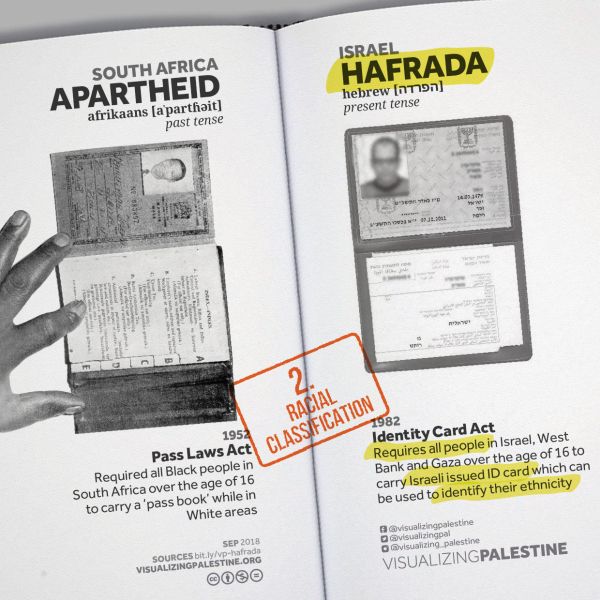 SOUTH AFRICA
APARTHEID
afrikaans [aˈpartɦəit]
past tense
A
B
C
D
E
1952
Pass Laws Act
Required all Black people in
South Africa over the age of 16
to carry a 'pass book' while in
White areas
SEP 2018
SOURCES bit.ly/vp-hafrada
VISUALIZINGPALESTINE.ORG
2.
RACIAL
CLASSIFICATION
ISRAEL
HAFRADA
hebrew [הפרדה]
present tense
07.12.2011
ישראלית
1982
Identity Card Act
Requires all people in Israel, West
Bank and Gaza over the age of 16 to
carry Israeli issued ID card which can
be used to identify their ethnicity
@visualizingpalestine
@visualizingpal
@visualizing_palestine
VISUALIZINGPALESTINE